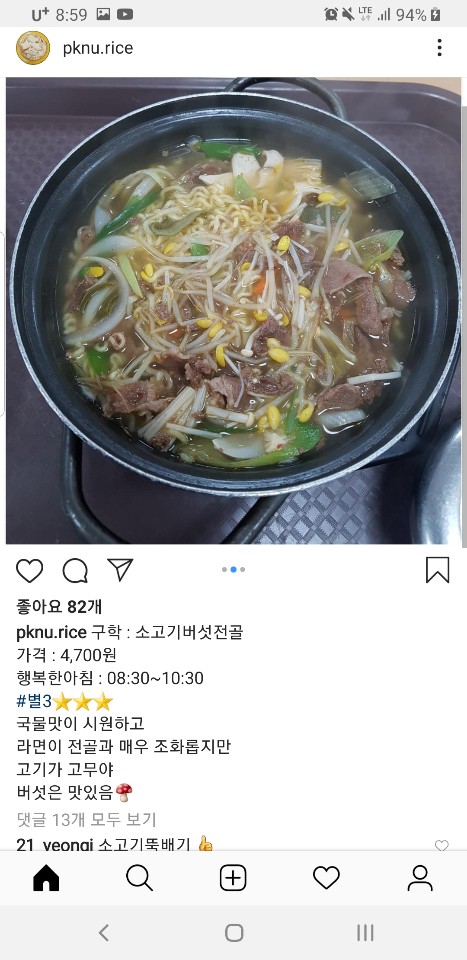 U+ 8:59 LTE 94%
pknu.rice
좋아요 82개
pknu.rice 구학 : 소고기버섯전골
가격 : 4,700원
행복한아침 : 08:30~10:30
#별3⭐⭐⭐
국물맛이 시원하고
라면이 전골과 매우 조화롭지만
고기가 고무야
버섯은 맛있음🍄
댓글 13개 모두 보기
21_yeongi 소고기뚝배기 👍